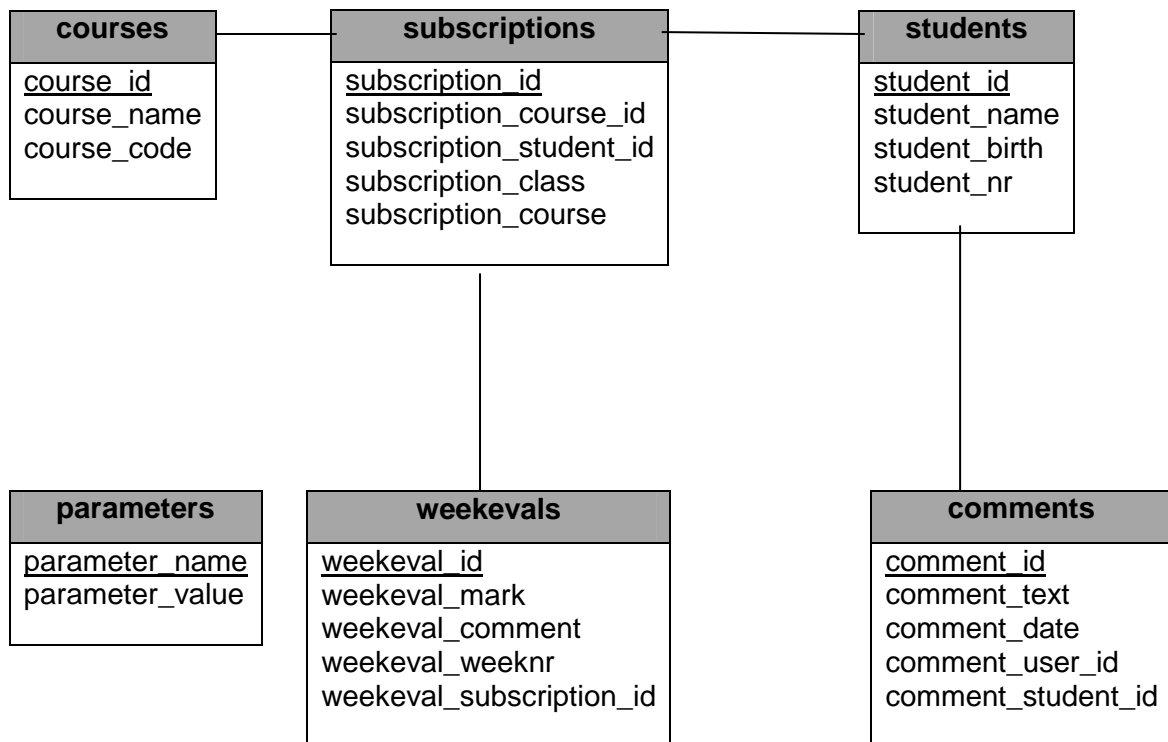 courses
course_id
course_name
course_code
subscriptions
subscription_id
subscription_course_id
subscription_student_id
subscription_class
subscription_course
students
student_id
student_name
student_birth
student_nr
parameters
parameter_name
parameter_value
weekevals
weekeval_id
weekeval_mark
weekeval_comment
weekeval_weeknr
weekeval_subscription_id
comments
comment_id
comment_text
comment_date
comment_user_id
comment_student_id